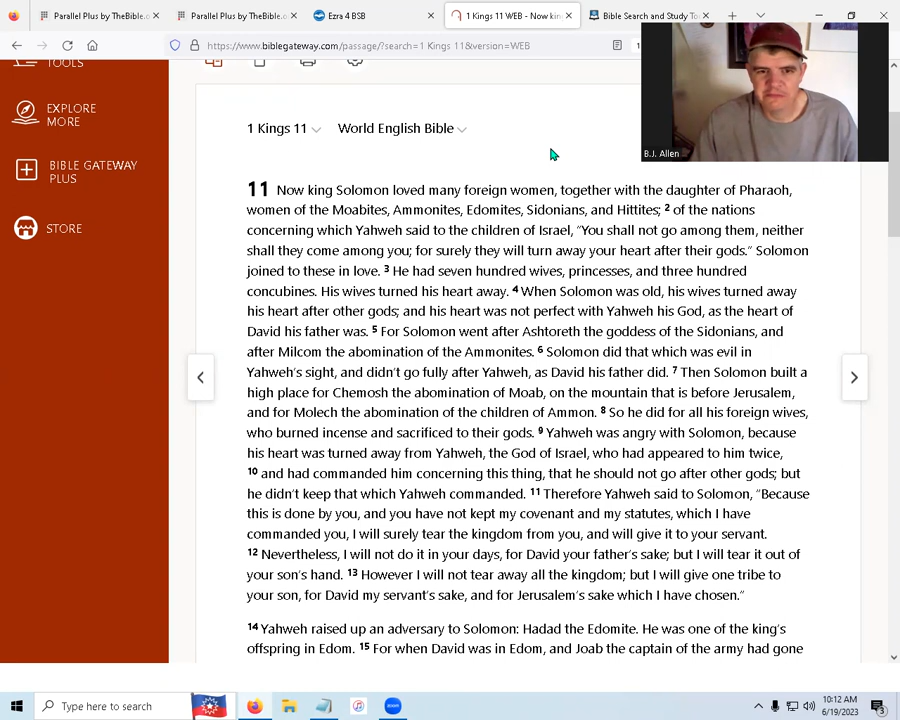 Parallel Plus by TheBible.o
Parallel Plus by TheBible.o
Ezra 4 BSB
1 Kings 11 WEB - Now kin
Bible Search and Study To
https://www.biblegateway.com/passage/?search=1 Kings 11&version=WEB
TOOLS
EXPLORE
MORE
BIBLE GATEWAY
PLUS
STORE
B.J. Allen
1 Kings 11 World English Bible
11 Now king Solomon loved many foreign women, together with the daughter of Pharaoh,
women of the Moabites, Ammonites, Edomites, Sidonians, and Hittites; 2 of the nations
concerning which Yahweh said to the children of Israel, “You shall not go among them, neither
shall they come among you; for surely they will turn away your heart after their gods.” Solomon
joined to these in love. 3 He had seven hundred wives, princesses, and three hundred
concubines. His wives turned his heart away. 4 When Solomon was old, his wives turned away
his heart after other gods; and his heart was not perfect with Yahweh his God, as the heart of
David his father was. 5 For Solomon went after Ashtoreth the goddess of the Sidonians, and
after Milcom the abomination of the Ammonites. 6 Solomon did that which was evil in
Yahweh’s sight, and didn’t go fully after Yahweh, as David his father did. 7 Then Solomon built a
high place for Chemosh the abomination of Moab, on the mountain that is before Jerusalem,
and for Molech the abomination of the children of Ammon. 8 So he did for all his foreign wives,
who burned incense and sacrificed to their gods. 9 Yahweh was angry with Solomon, because
his heart was turned away from Yahweh, the God of Israel, who had appeared to him twice,
10 and had commanded him concerning this thing, that he should not go after other gods; but
he didn’t keep that which Yahweh commanded. 11 Therefore Yahweh said to Solomon, “Because
this is done by you, and you have not kept my covenant and my statutes, which I have
commanded you, I will surely tear the kingdom from you, and will give it to your servant.
12 Nevertheless, I will not do it in your days, for David your father’s sake; but I will tear it out of
your son’s hand. 13 However I will not tear away all the kingdom; but I will give one tribe to
your son, for David my servant’s sake, and for Jerusalem’s sake which I have chosen.”
14 Yahweh raised up an adversary to Solomon: Hadad the Edomite. He was one of the king’s
offspring in Edom. 15 For when David was in Edom, and Joab the captain of the army had gone
Type here to search
zoom
10:12 AM
6/19/2023
3